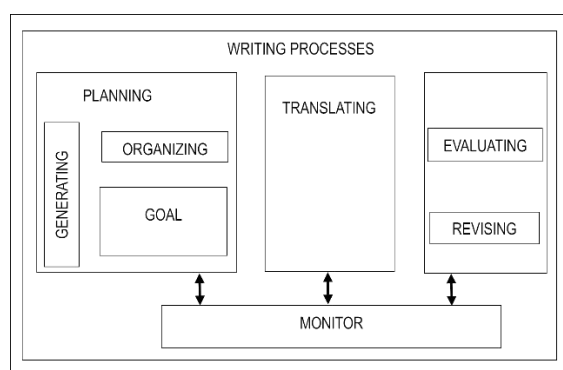 WRITING PROCESSES
PLANNING
GENERATING
ORGANIZING
GOAL
TRANSLATING
EVALUATING
REVISING
MONITOR